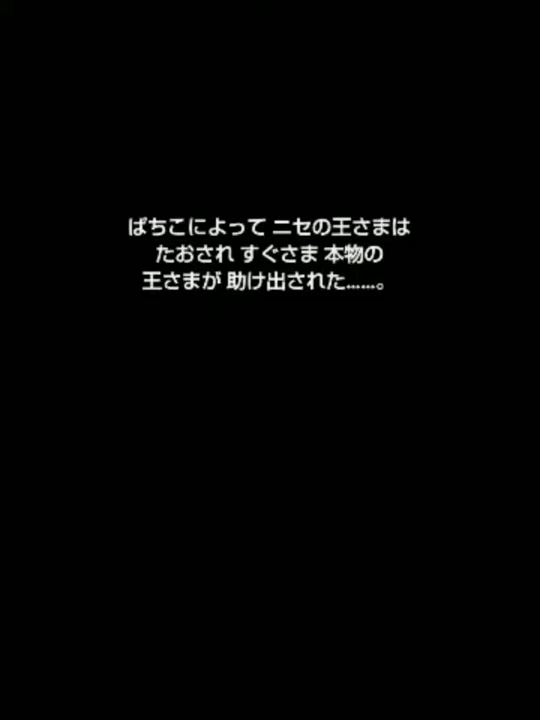 ぱちこによって ニセの王さまは
たおされ すぐさま 本物の
王さまが 助け出された……。